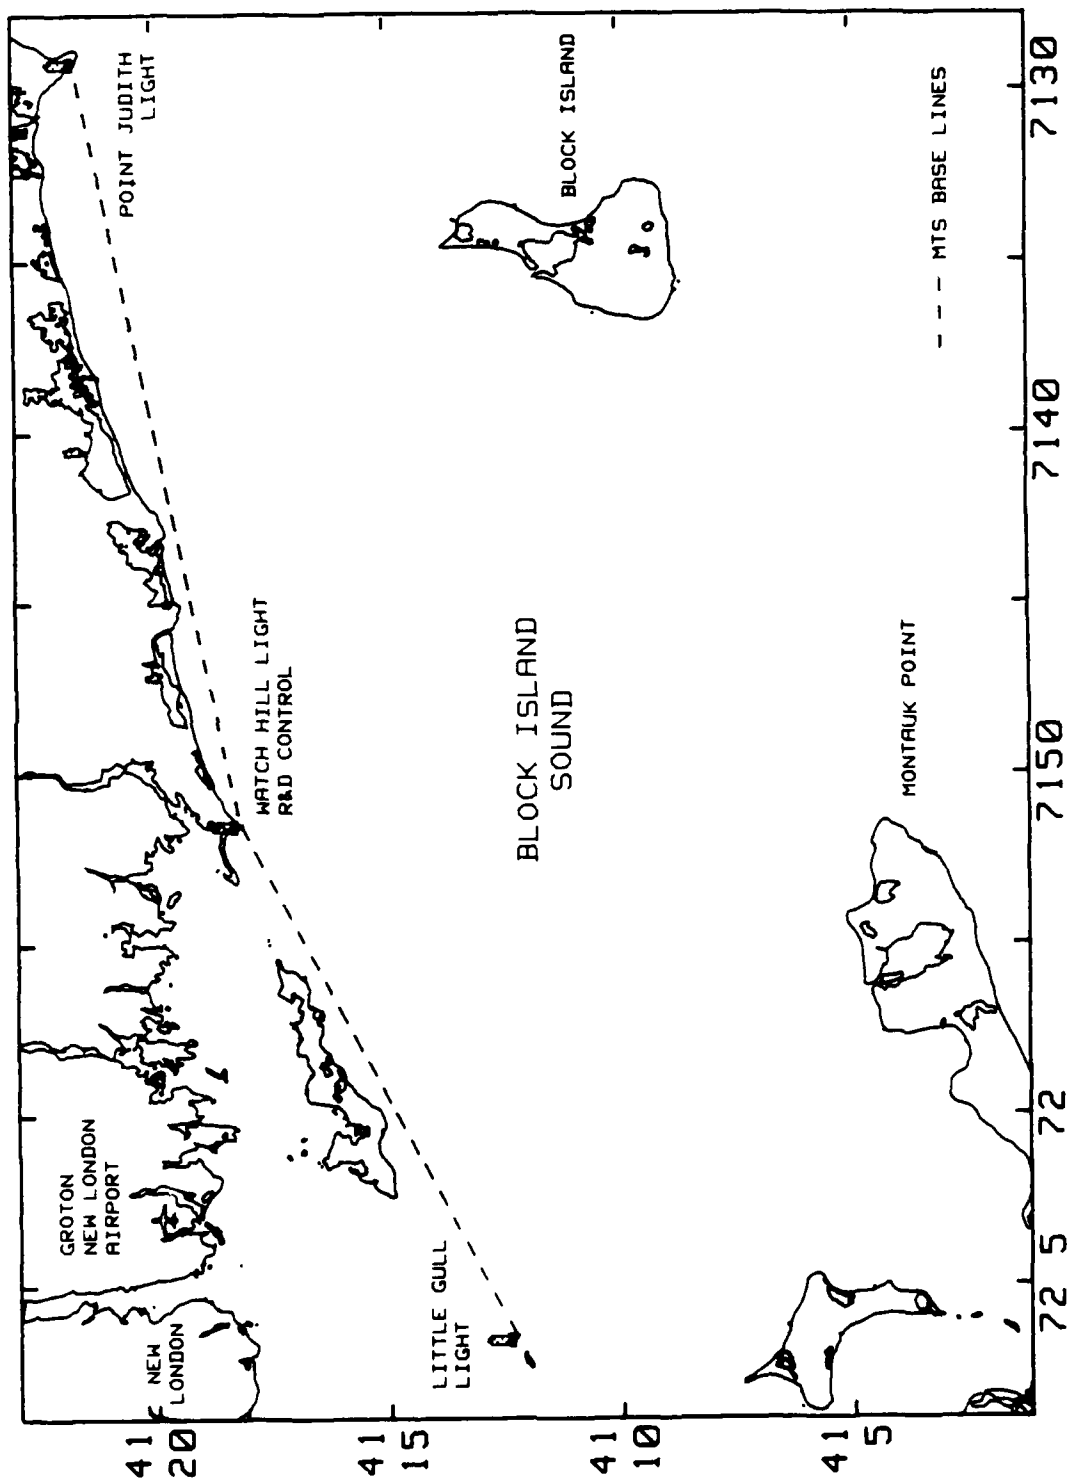 POINT JUDITH
LIGHT
BLOCK ISLAND
WATCH HILL LIGHT
R&D CONTROL
BLOCK ISLAND
SOUND
MONTAUK POINT
GROTON
NEW LONDON
AIRPORT
NEW
LONDON
LITTLE GULL
LIGHT
--- MTS BASE LINES
41
20
41
15
41
10
41
5
72 5
72
7150
7140
7130